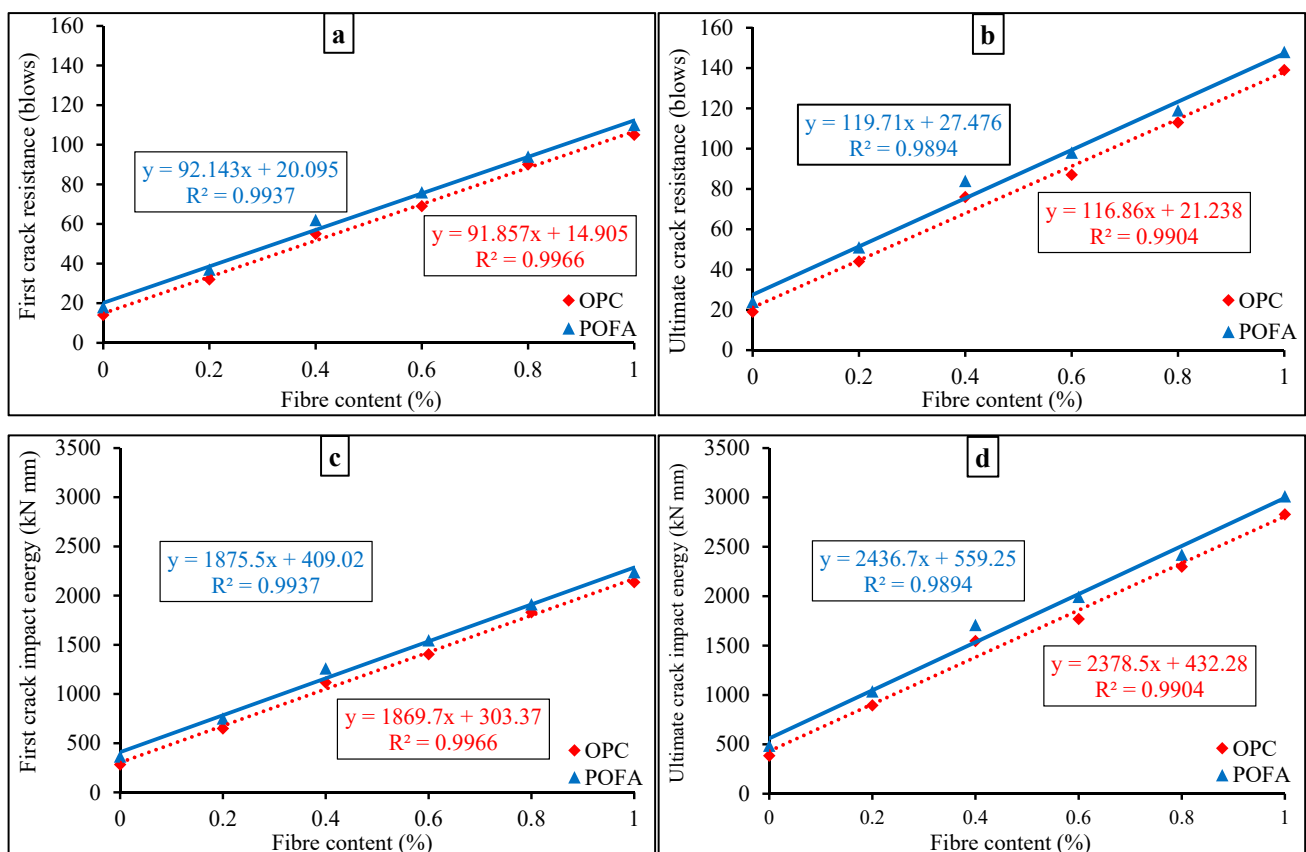 a
First crack resistance (blows)
160
140
120
100
80
60
40
20
0
y = 92.143x + 20.095
R² = 0.9937
y = 91.857x + 14.905
R² = 0.9966
OPC
POFA
0 0.2 0.4 0.6 0.8 1
Fibre content (%)
b
Ultimate crack resistance (blows)
160
140
120
100
80
60
40
20
0
y = 119.71x + 27.476
R² = 0.9894
y = 116.86x + 21.238
R² = 0.9904
OPC
POFA
0 0.2 0.4 0.6 0.8 1
Fibre content (%)
c
First crack impact energy (kN mm)
3500
3000
2500
2000
1500
1000
500
0
y = 1875.5x + 409.02
R² = 0.9937
y = 1869.7x + 303.37
R² = 0.9966
OPC
POFA
0 0.2 0.4 0.6 0.8 1
Fibre content (%)
d
Ultimate crack impact energy (kN mm)
3500
3000
2500
2000
1500
1000
500
0
y = 2436.7x + 559.25
R² = 0.9894
y = 2378.5x + 432.28
R² = 0.9904
OPC
POFA
0 0.2 0.4 0.6 0.8 1
Fibre content (%)